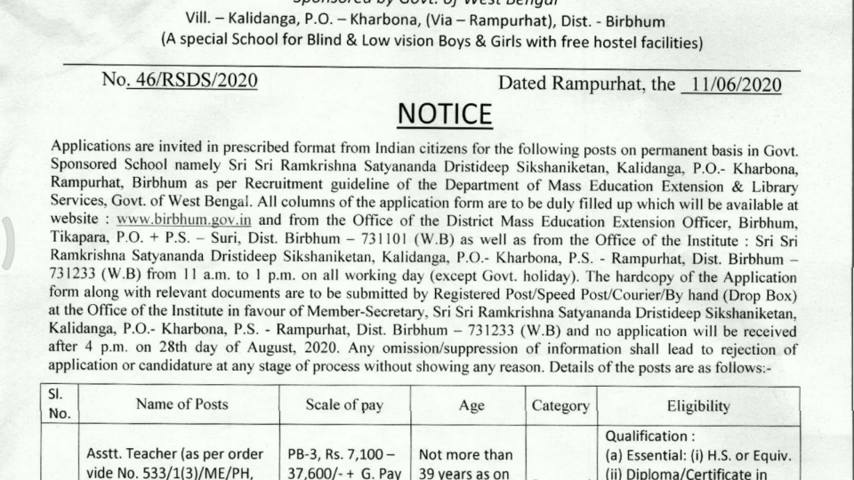 Sponsored by Govt. of West Bengal
Vill. – Kalidanga, P.O. – Kharbona, (Via – Rampurhat), Dist. - Birbhum
(A special School for Blind & Low vision Boys & Girls with free hostel facilities)
No. 46/RSDS/2020 Dated Rampurhat, the 11/06/2020
NOTICE
Applications are invited in prescribed format from Indian citizens for the following posts on permanent basis in Govt.
Sponsored School namely Sri Sri Ramkrishna Satyananda Dristideep Sikshaniketan, Kalidanga, P.O.- Kharbona,
Rampurhat, Birbhum as per Recruitment guideline of the Department of Mass Education Extension & Library
Services, Govt. of West Bengal. All columns of the application form are to be duly filled up which will be available at
website : www.birbhum.gov.in and from the Office of the District Mass Education Extension Officer, Birbhum,
Tikapara, P.O. + P.S. – Suri, Dist. Birbhum – 731101 (W.B) as well as from the Office of the Institute : Sri Sri
Ramkrishna Satyananda Dristideep Sikshaniketan, Kalidanga, P.O.- Kharbona, P.S. - Rampurhat, Dist. Birbhum –
731233 (W.B) from 11 a.m. to 1 p.m. on all working day (except Govt. holiday). The hardcopy of the Application
form along with relevant documents are to be submitted by Registered Post/Speed Post/Courier/By hand (Drop Box)
at the Office of the Institute in favour of Member-Secretary, Sri Sri Ramkrishna Satyananda Dristideep Sikshaniketan,
Kalidanga, P.O.- Kharbona, P.S. - Rampurhat, Dist. Birbhum – 731233 (W.B) and no application will be received
after 4 p.m. on 28th day of August, 2020. Any omission/suppression of information shall lead to rejection of
application or candidature at any stage of process without showing any reason. Details of the posts are as follows:-
Sl. No. Name of Posts Scale of pay Age Category Eligibility
Asstt. Teacher (as per order PB-3, Rs. 7,100 – Not more than Qualification :
vide No. 533/1(3)/ME/PH, 37,600/- + G. Pay 39 years as on (a) Essential: (i) H.S. or Equiv.
(ii) Diploma/Certificate in